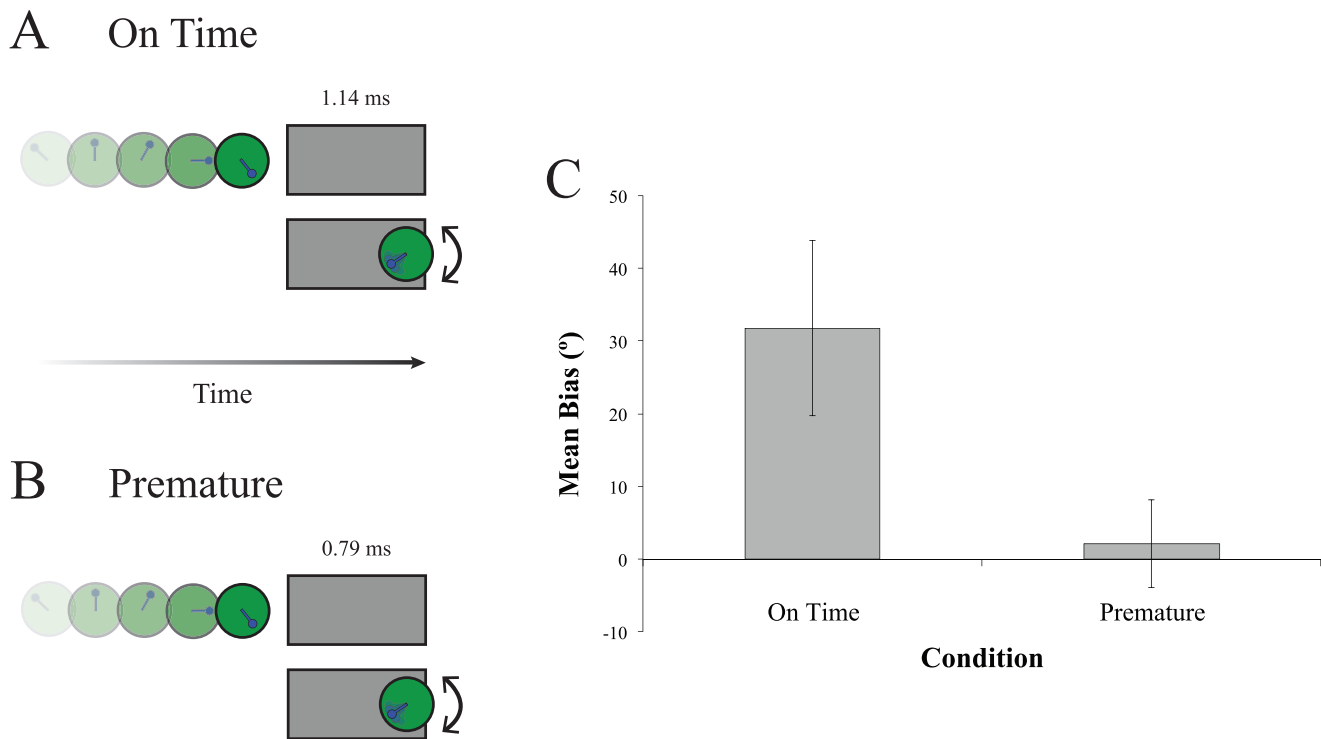 A On Time
1.14 ms
Time
B Premature
0.79 ms
C
50
40
30
20
10
0
-10
Mean Bias (º)
On Time Premature
Condition